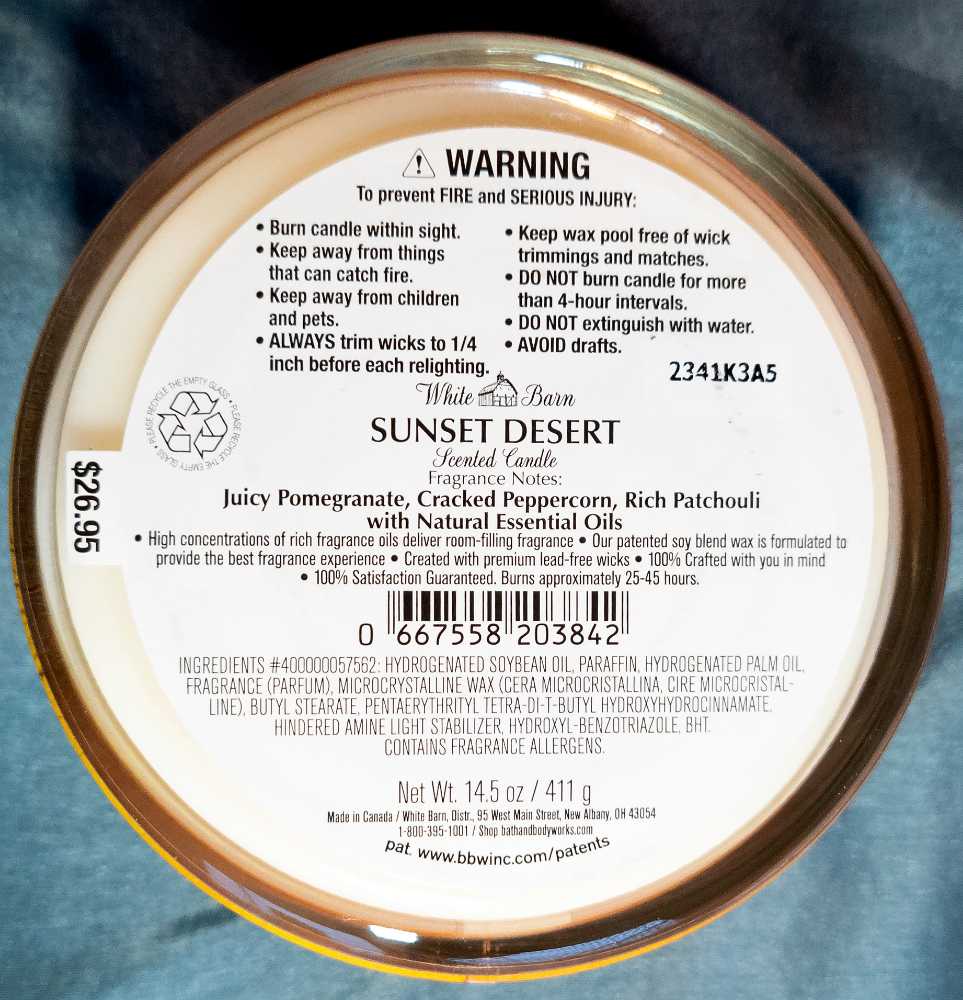 WARNING
To prevent FIRE and SERIOUS INJURY:
• Burn candle within sight.
• Keep away from things
that can catch fire.
• Keep away from children
and pets.
• ALWAYS trim wicks to 1/4
inch before each relighting.
• Keep wax pool free of wick
trimmings and matches.
• DO NOT burn candle for more
than 4-hour intervals.
• DO NOT extinguish with water.
• AVOID drafts.
2341K3A5
PLEASE RECYCLE THE EMPTY GLASS • PLEASE RECYCLE THE EMPTY GLASS •
White Barn
SUNSET DESERT
Scented Candle
Fragrance Notes:
Juicy Pomegranate, Cracked Peppercorn, Rich Patchouli
with Natural Essential Oils
$26.95
• High concentrations of rich fragrance oils deliver room-filling fragrance • Our patented soy blend wax is formulated to
provide the best fragrance experience • Created with premium lead-free wicks • 100% Crafted with you in mind
• 100% Satisfaction Guaranteed. Burns approximately 25-45 hours.
0 667558 203842
INGREDIENTS #400000057562: HYDROGENATED SOYBEAN OIL, PARAFFIN, HYDROGENATED PALM OIL,
FRAGRANCE (PARFUM), MICROCRYSTALLINE WAX (CERA MICROCRISTALLINA, CIRE MICROCRISTAL-
LINE), BUTYL STEARATE, PENTAERYTHRITYL TETRA-DI-T-BUTYL HYDROXYHYDROCINNAMATE,
HINDERED AMINE LIGHT STABILIZER, HYDROXYL-BENZOTRIAZOLE, BHT.
CONTAINS FRAGRANCE ALLERGENS.
Net Wt. 14.5 oz / 411 g
Made in Canada / White Barn, Distr., 95 West Main Street, New Albany, OH 43054
1-800-395-1001 / Shop bathandbodyworks.com
pat. www.bbwinc.com/patents